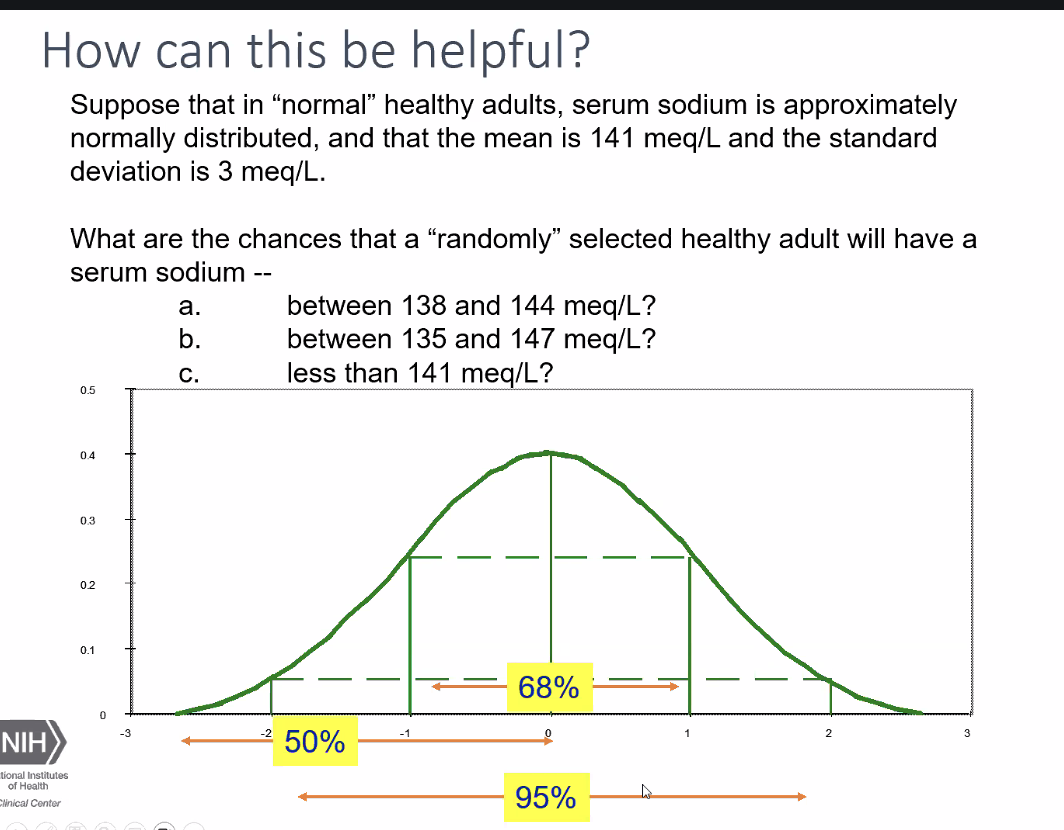 How can this be helpful?
Suppose that in “normal” healthy adults, serum sodium is approximately
normally distributed, and that the mean is 141 meq/L and the standard
deviation is 3 meq/L.
What are the chances that a “randomly” selected healthy adult will have a
serum sodium --
a. between 138 and 144 meq/L?
b. between 135 and 147 meq/L?
c. less than 141 meq/L?
0.5
0.4
0.3
0.2
0.1
0
68%
-3 -2 -1 0 1 2 3
50%
95%
NIH
tional Institutes
of Health
Clinical Center